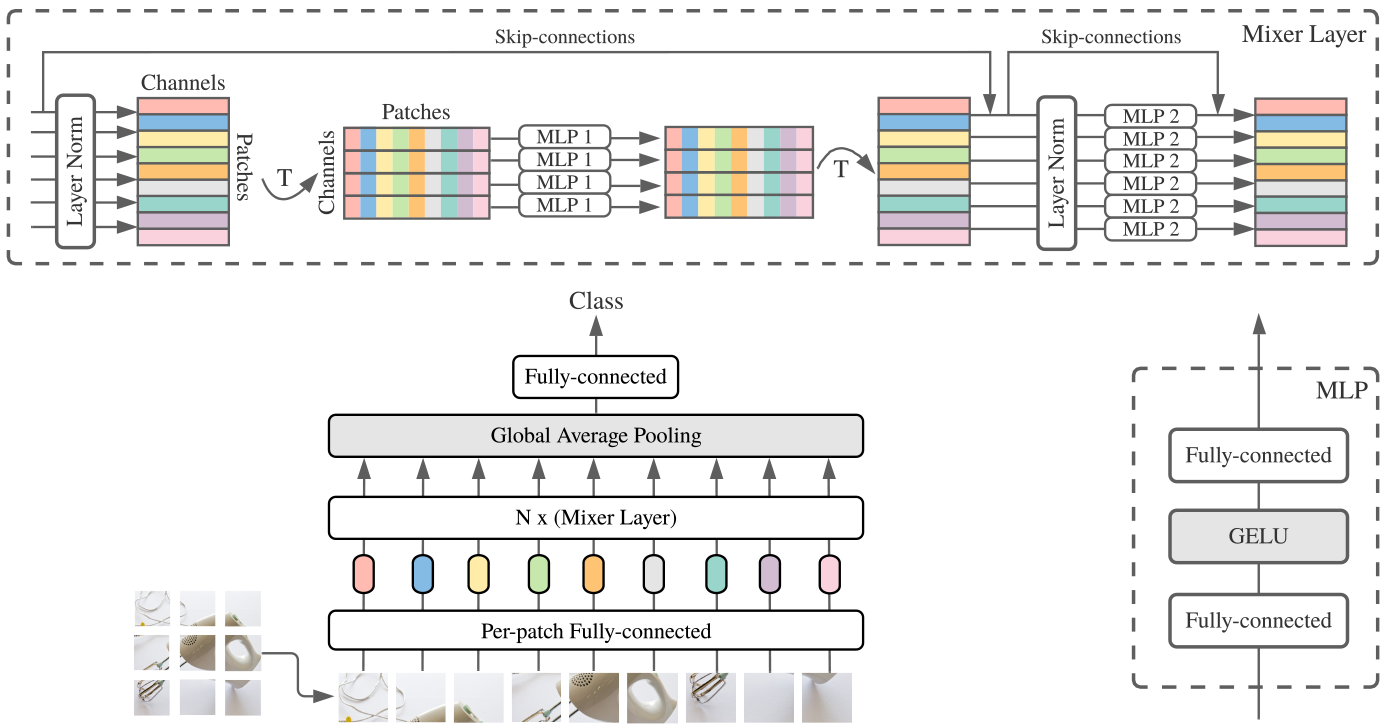 Skip-connections
Skip-connections
Mixer Layer
Channels
Layer Norm
Patches
T
Patches
Channels
MLP 1
MLP 1
MLP 1
MLP 1
T
Layer Norm
MLP 2
MLP 2
MLP 2
MLP 2
MLP 2
MLP 2
Class
Fully-connected
Global Average Pooling
N x (Mixer Layer)
Per-patch Fully-connected
MLP
Fully-connected
GELU
Fully-connected